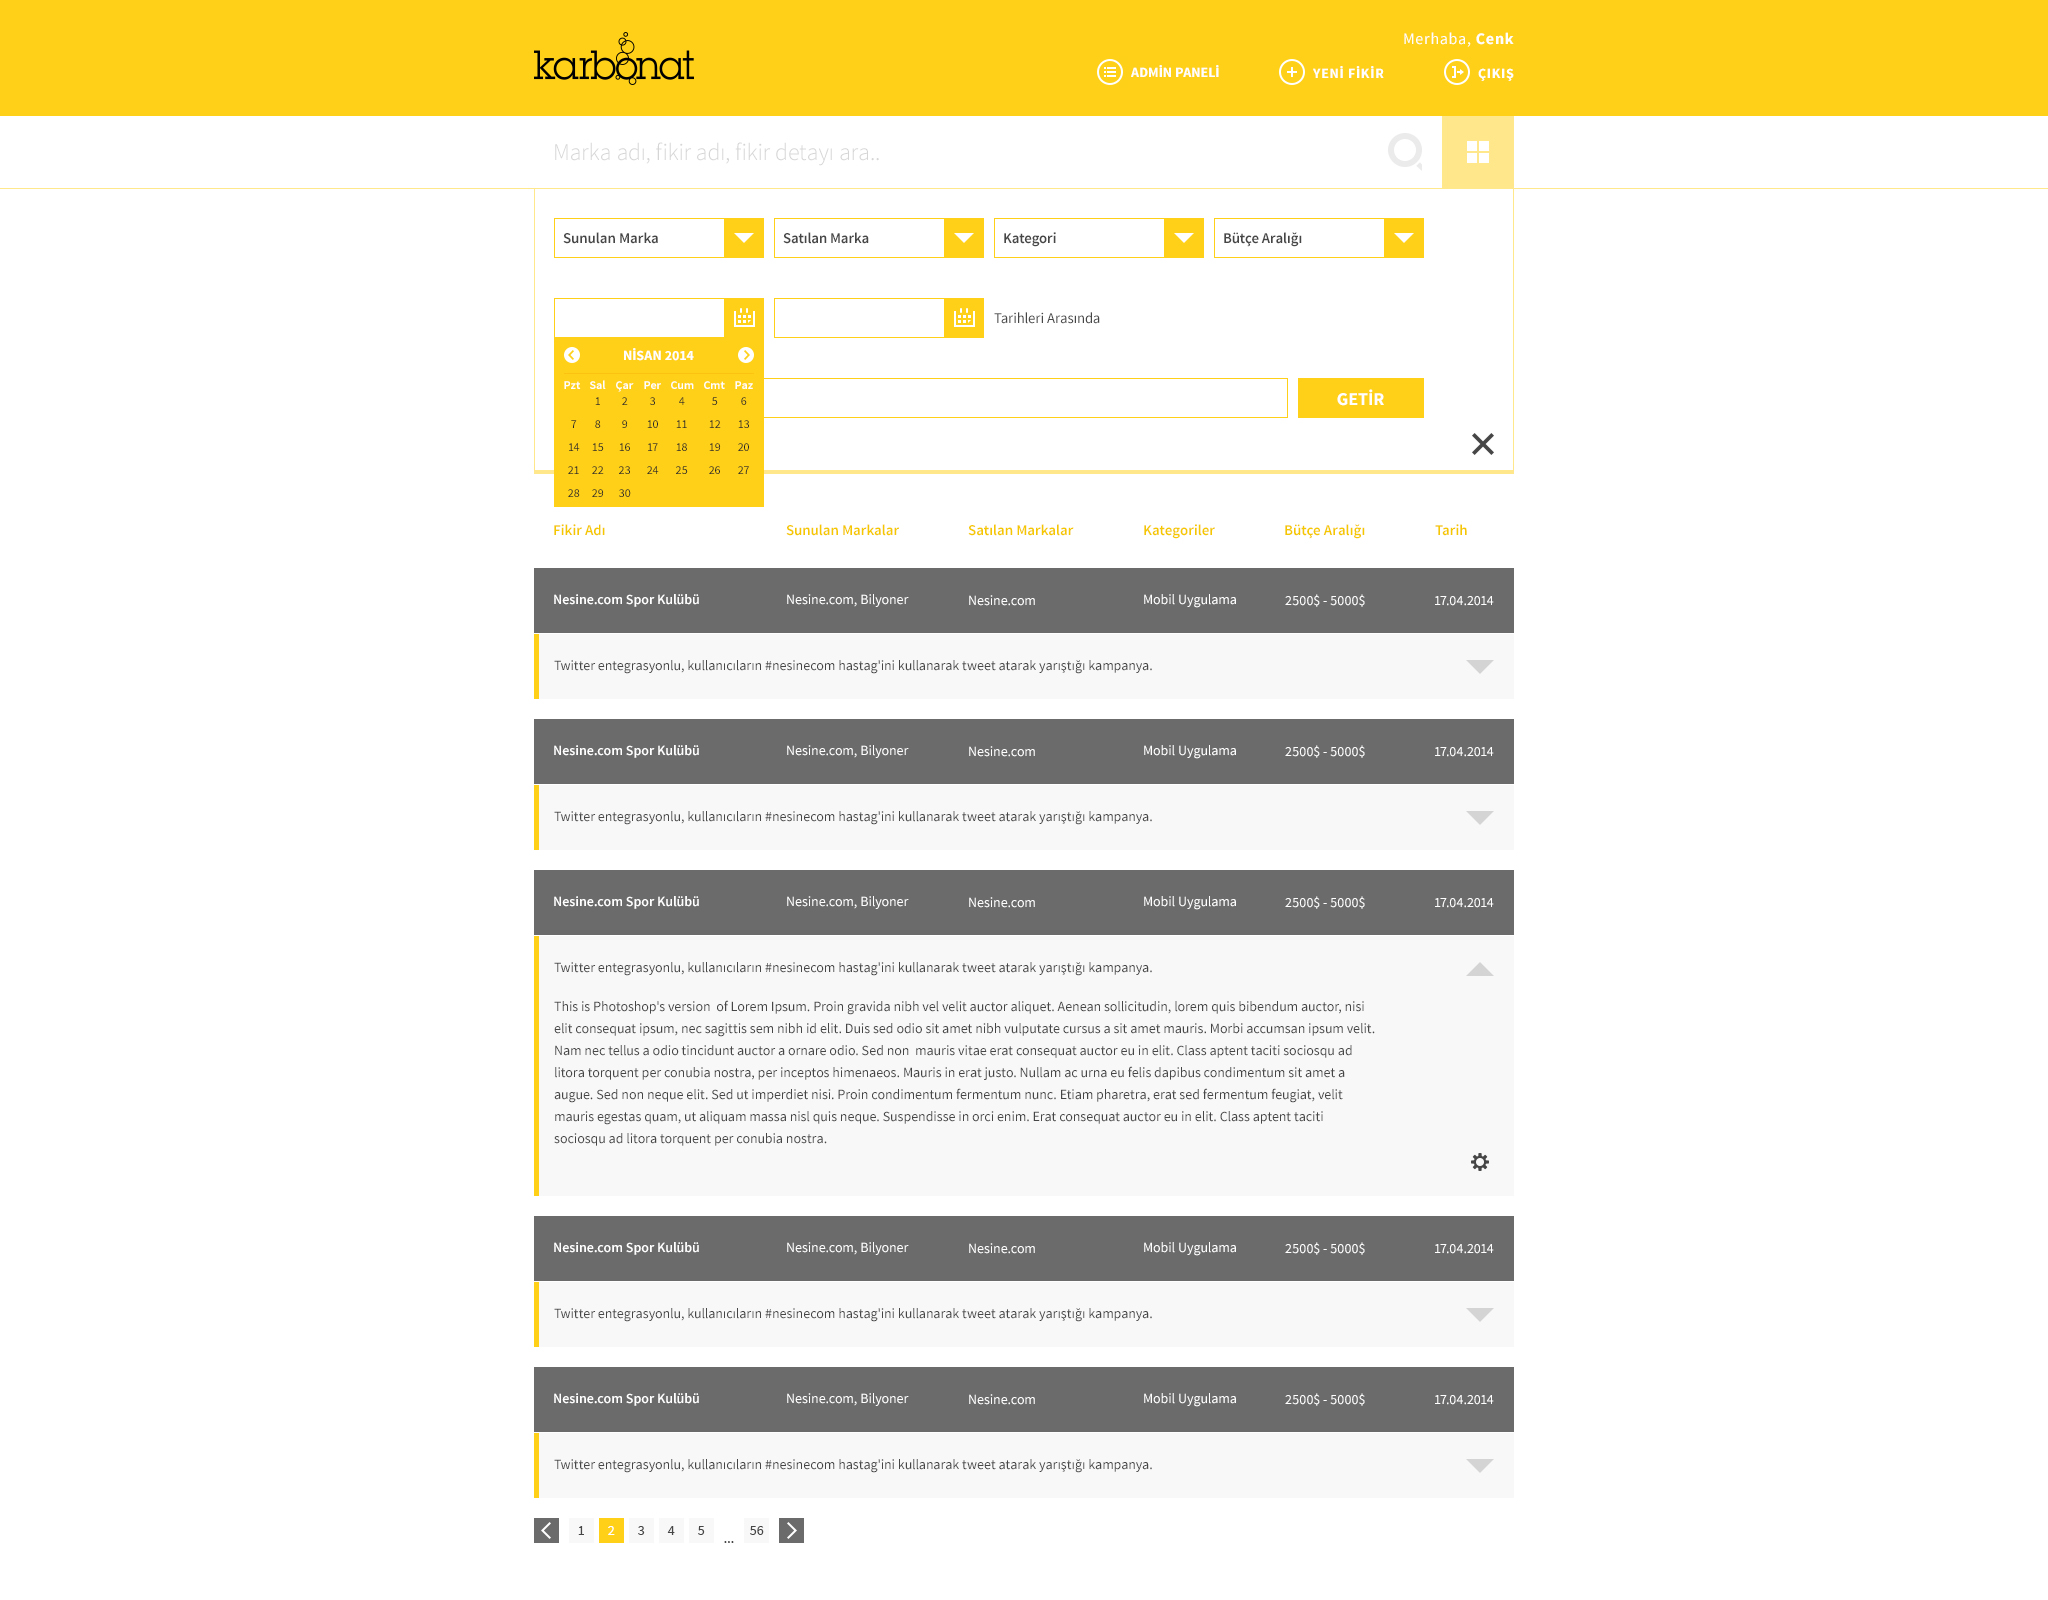 karbonat
Merhaba, Cenk
ADMİN PANELİ YENİ FİKİR ÇIKIŞ
Marka adı, fikir adı, fikir detayı ara..
Sunulan Marka Satılan Marka Kategori Bütçe Aralığı
Tarihleri Arasında
NİSAN 2014
Pzt Sal Çar Per Cum Cmt Paz
1 2 3 4 5 6
7 8 9 10 11 12 13
14 15 16 17 18 19 20
21 22 23 24 25 26 27
28 29 30
GETİR
Fikir Adı Sunulan Markalar Satılan Markalar Kategoriler Bütçe Aralığı Tarih
Nesine.com Spor Kulübü Nesine.com, Bilyoner Nesine.com Mobil Uygulama 2500$ - 5000$ 17.04.2014
Twitter entegrasyonlu, kullanıcıların #nesinecom hastag'ini kullanarak tweet atarak yarıştığı kampanya.
Nesine.com Spor Kulübü Nesine.com, Bilyoner Nesine.com Mobil Uygulama 2500$ - 5000$ 17.04.2014
Twitter entegrasyonlu, kullanıcıların #nesinecom hastag'ini kullanarak tweet atarak yarıştığı kampanya.
Nesine.com Spor Kulübü Nesine.com, Bilyoner Nesine.com Mobil Uygulama 2500$ - 5000$ 17.04.2014
Twitter entegrasyonlu, kullanıcıların #nesinecom hastag'ini kullanarak tweet atarak yarıştığı kampanya.
This is Photoshop's version  of Lorem Ipsum. Proin gravida nibh vel velit auctor aliquet. Aenean sollicitudin, lorem quis bibendum auctor, nisi
elit consequat ipsum, nec sagittis sem nibh id elit. Duis sed odio sit amet nibh vulputate cursus a sit amet mauris. Morbi accumsan ipsum velit.
Nam nec tellus a odio tincidunt auctor a ornare odio. Sed non  mauris vitae erat consequat auctor eu in elit. Class aptent taciti sociosqu ad
litora torquent per conubia nostra, per inceptos himenaeos. Mauris in erat justo. Nullam ac urna eu felis dapibus condimentum sit amet a
augue. Sed non neque elit. Sed ut imperdiet nisi. Proin condimentum fermentum nunc. Etiam pharetra, erat sed fermentum feugiat, velit
mauris egestas quam, ut aliquam massa nisl quis neque. Suspendisse in orci enim. Erat consequat auctor eu in elit. Class aptent taciti
sociosqu ad litora torquent per conubia nostra.
Nesine.com Spor Kulübü Nesine.com, Bilyoner Nesine.com Mobil Uygulama 2500$ - 5000$ 17.04.2014
Twitter entegrasyonlu, kullanıcıların #nesinecom hastag'ini kullanarak tweet atarak yarıştığı kampanya.
Nesine.com Spor Kulübü Nesine.com, Bilyoner Nesine.com Mobil Uygulama 2500$ - 5000$ 17.04.2014
Twitter entegrasyonlu, kullanıcıların #nesinecom hastag'ini kullanarak tweet atarak yarıştığı kampanya.
1 2 3 4 5 ... 56